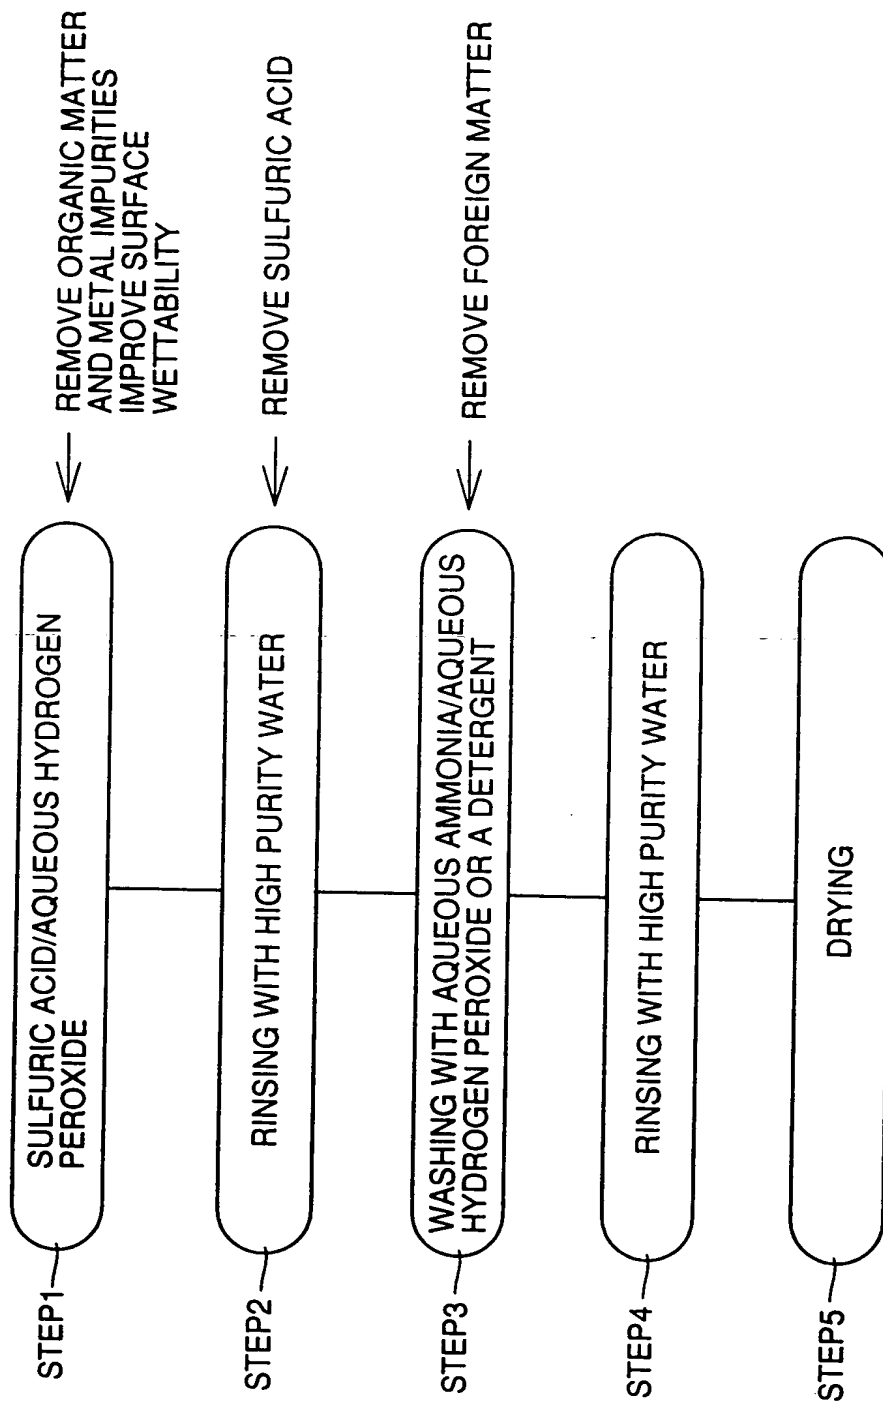 STEP1
SULFURIC ACID/AQUEOUS HYDROGEN
PEROXIDE
REMOVE ORGANIC MATTER
AND METAL IMPURITIES
IMPROVE SURFACE
WETTABILITY
STEP2
RINSING WITH HIGH PURITY WATER
REMOVE SULFURIC ACID
STEP3
WASHING WITH AQUEOUS AMMONIA/AQUEOUS
HYDROGEN PEROXIDE OR A DETERGENT
REMOVE FOREIGN MATTER
STEP4
RINSING WITH HIGH PURITY WATER
STEP5
DRYING